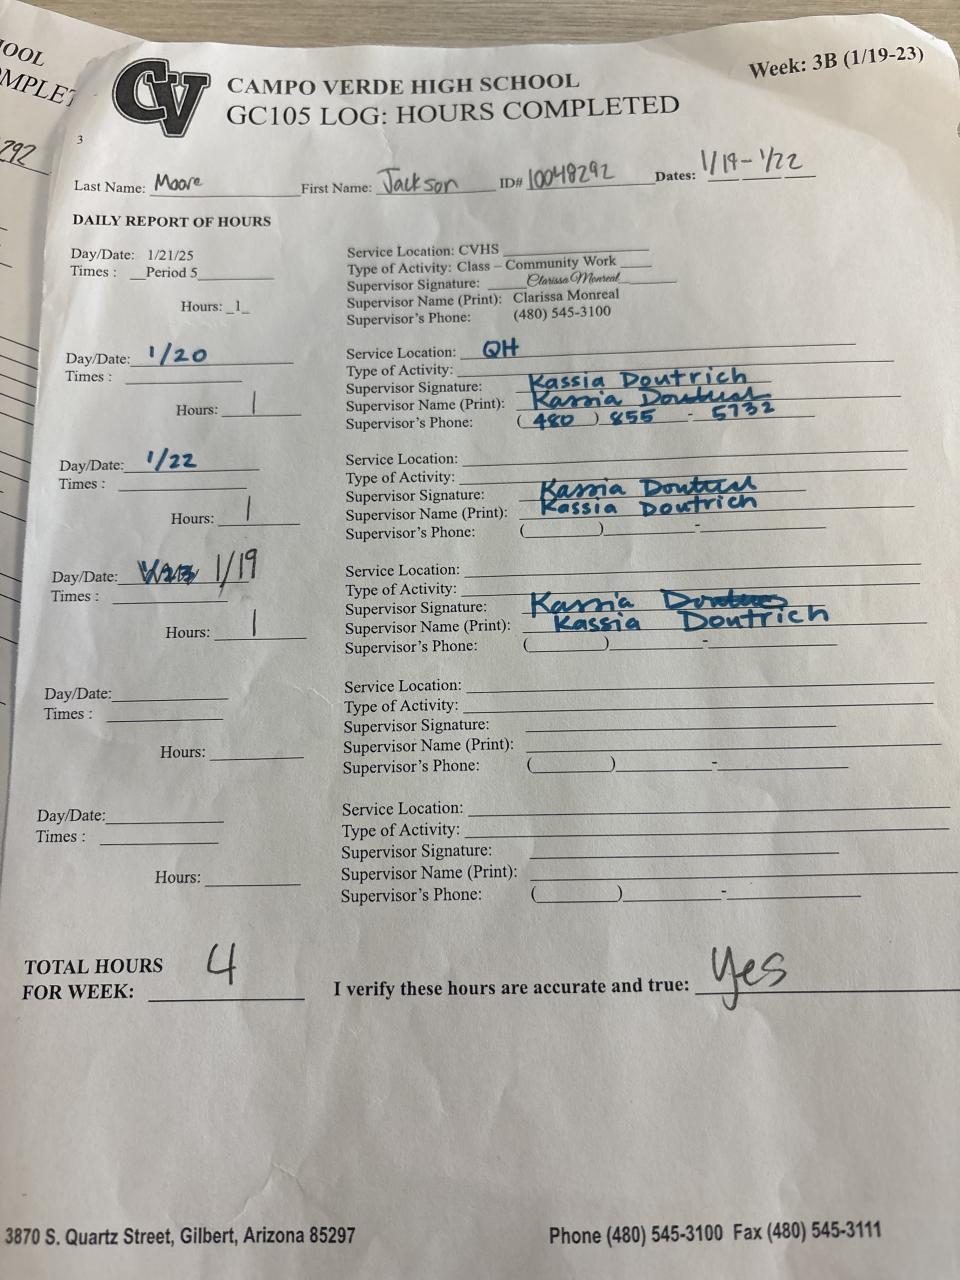 OOL
MPLET
292
CV
CAMPO VERDE HIGH SCHOOL
GC105 LOG: HOURS COMPLETED
Week: 3B (1/19-23)
3
Last Name: Moore First Name: Jackson ID# 10048292 Dates: 1/19-1/22
DAILY REPORT OF HOURS
Day/Date: 1/21/25
Times : Period 5
Hours: 1
Service Location: CVHS
Type of Activity: Class – Community Work
Supervisor Signature: Clarissa Monreal
Supervisor Name (Print): Clarissa Monreal
Supervisor's Phone: (480) 545-3100
Day/Date: 1/20
Times :
Hours: 1
Service Location: QH
Type of Activity:
Supervisor Signature: Kassia Doutrich
Supervisor Name (Print): Kassia
Supervisor's Phone: (480) 855 - 5732
Day/Date: 1/22
Times :
Hours: 1
Service Location:
Type of Activity:
Supervisor Signature: Kassia
Supervisor Name (Print): Kassia Doutrich
Supervisor's Phone: ( ) -
Day/Date: 1/19
Times :
Hours: 1
Service Location:
Type of Activity:
Supervisor Signature: Kassia
Supervisor Name (Print): Kassia Doutrich
Supervisor's Phone: ( ) -
Day/Date:
Times :
Hours:
Service Location:
Type of Activity:
Supervisor Signature:
Supervisor Name (Print):
Supervisor's Phone: ( ) -
Day/Date:
Times :
Hours:
Service Location:
Type of Activity:
Supervisor Signature:
Supervisor Name (Print):
Supervisor's Phone: ( ) -
TOTAL HOURS
FOR WEEK: 4
I verify these hours are accurate and true: yes
3870 S. Quartz Street, Gilbert, Arizona 85297
Phone (480) 545-3100 Fax (480) 545-3111